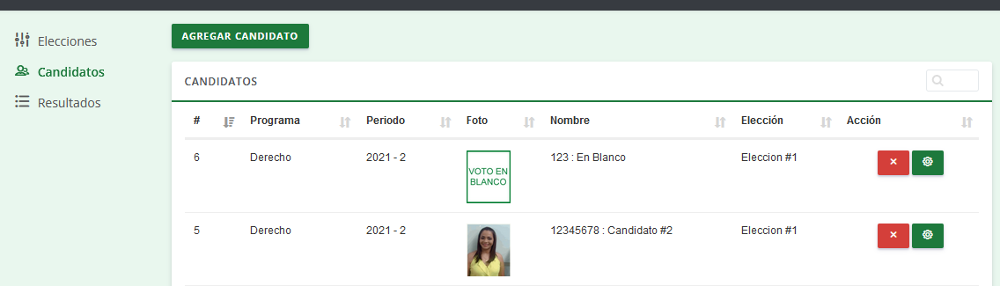 Elecciones
Candidatos
Resultados
AGREGAR CANDIDATO
CANDIDATOS
# Programa Periodo Foto Nombre Elección Acción
6 Derecho 2021 - 2 VOTO EN BLANCO 123 : En Blanco Eleccion #1
5 Derecho 2021 - 2 12345678 : Candidato #2 Eleccion #1